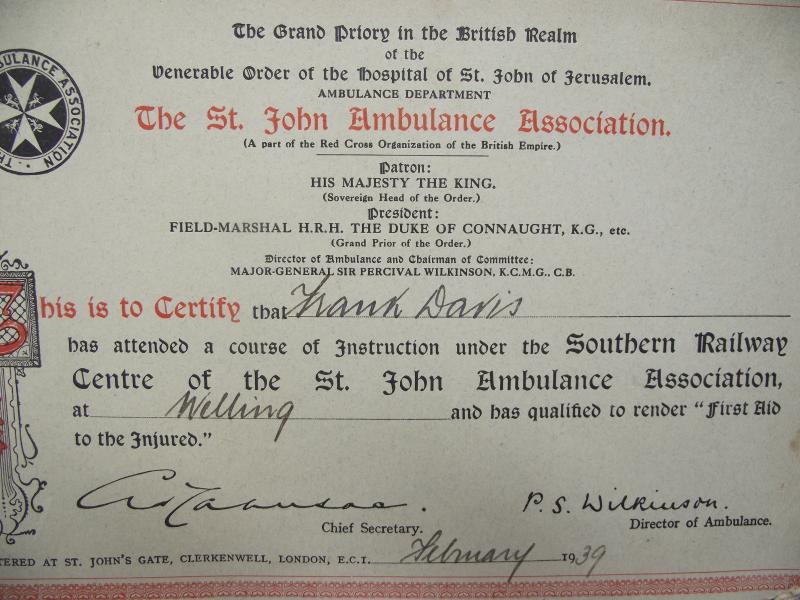 The Grand Priory in the British Realm
of the
Venerable Order of the Hospital of St. John of Jerusalem.
AMBULANCE DEPARTMENT
The St. John Ambulance Association.
(A part of the Red Cross Organization of the British Empire.)
Patron:
HIS MAJESTY THE KING.
(Sovereign Head of the Order.)
President:
FIELD-MARSHAL H.R.H. THE DUKE OF CONNAUGHT, K.G., etc.
(Grand Prior of the Order.)
Director of Ambulance and Chairman of Committee:
MAJOR-GENERAL SIR PERCIVAL WILKINSON, K.C.M.G., C.B.
This is to Certify that Frank Davis
has attended a course of Instruction under the Southern Railway
Centre of the St. John Ambulance Association,
at Welling and has qualified to render "First Aid
to the Injured."
P. S. Wilkinson.
Chief Secretary. Director of Ambulance.
TERED AT ST. JOHN'S GATE, CLERKENWELL, LONDON, E.C.1. February 1939
BULANCE ASSOCIATION